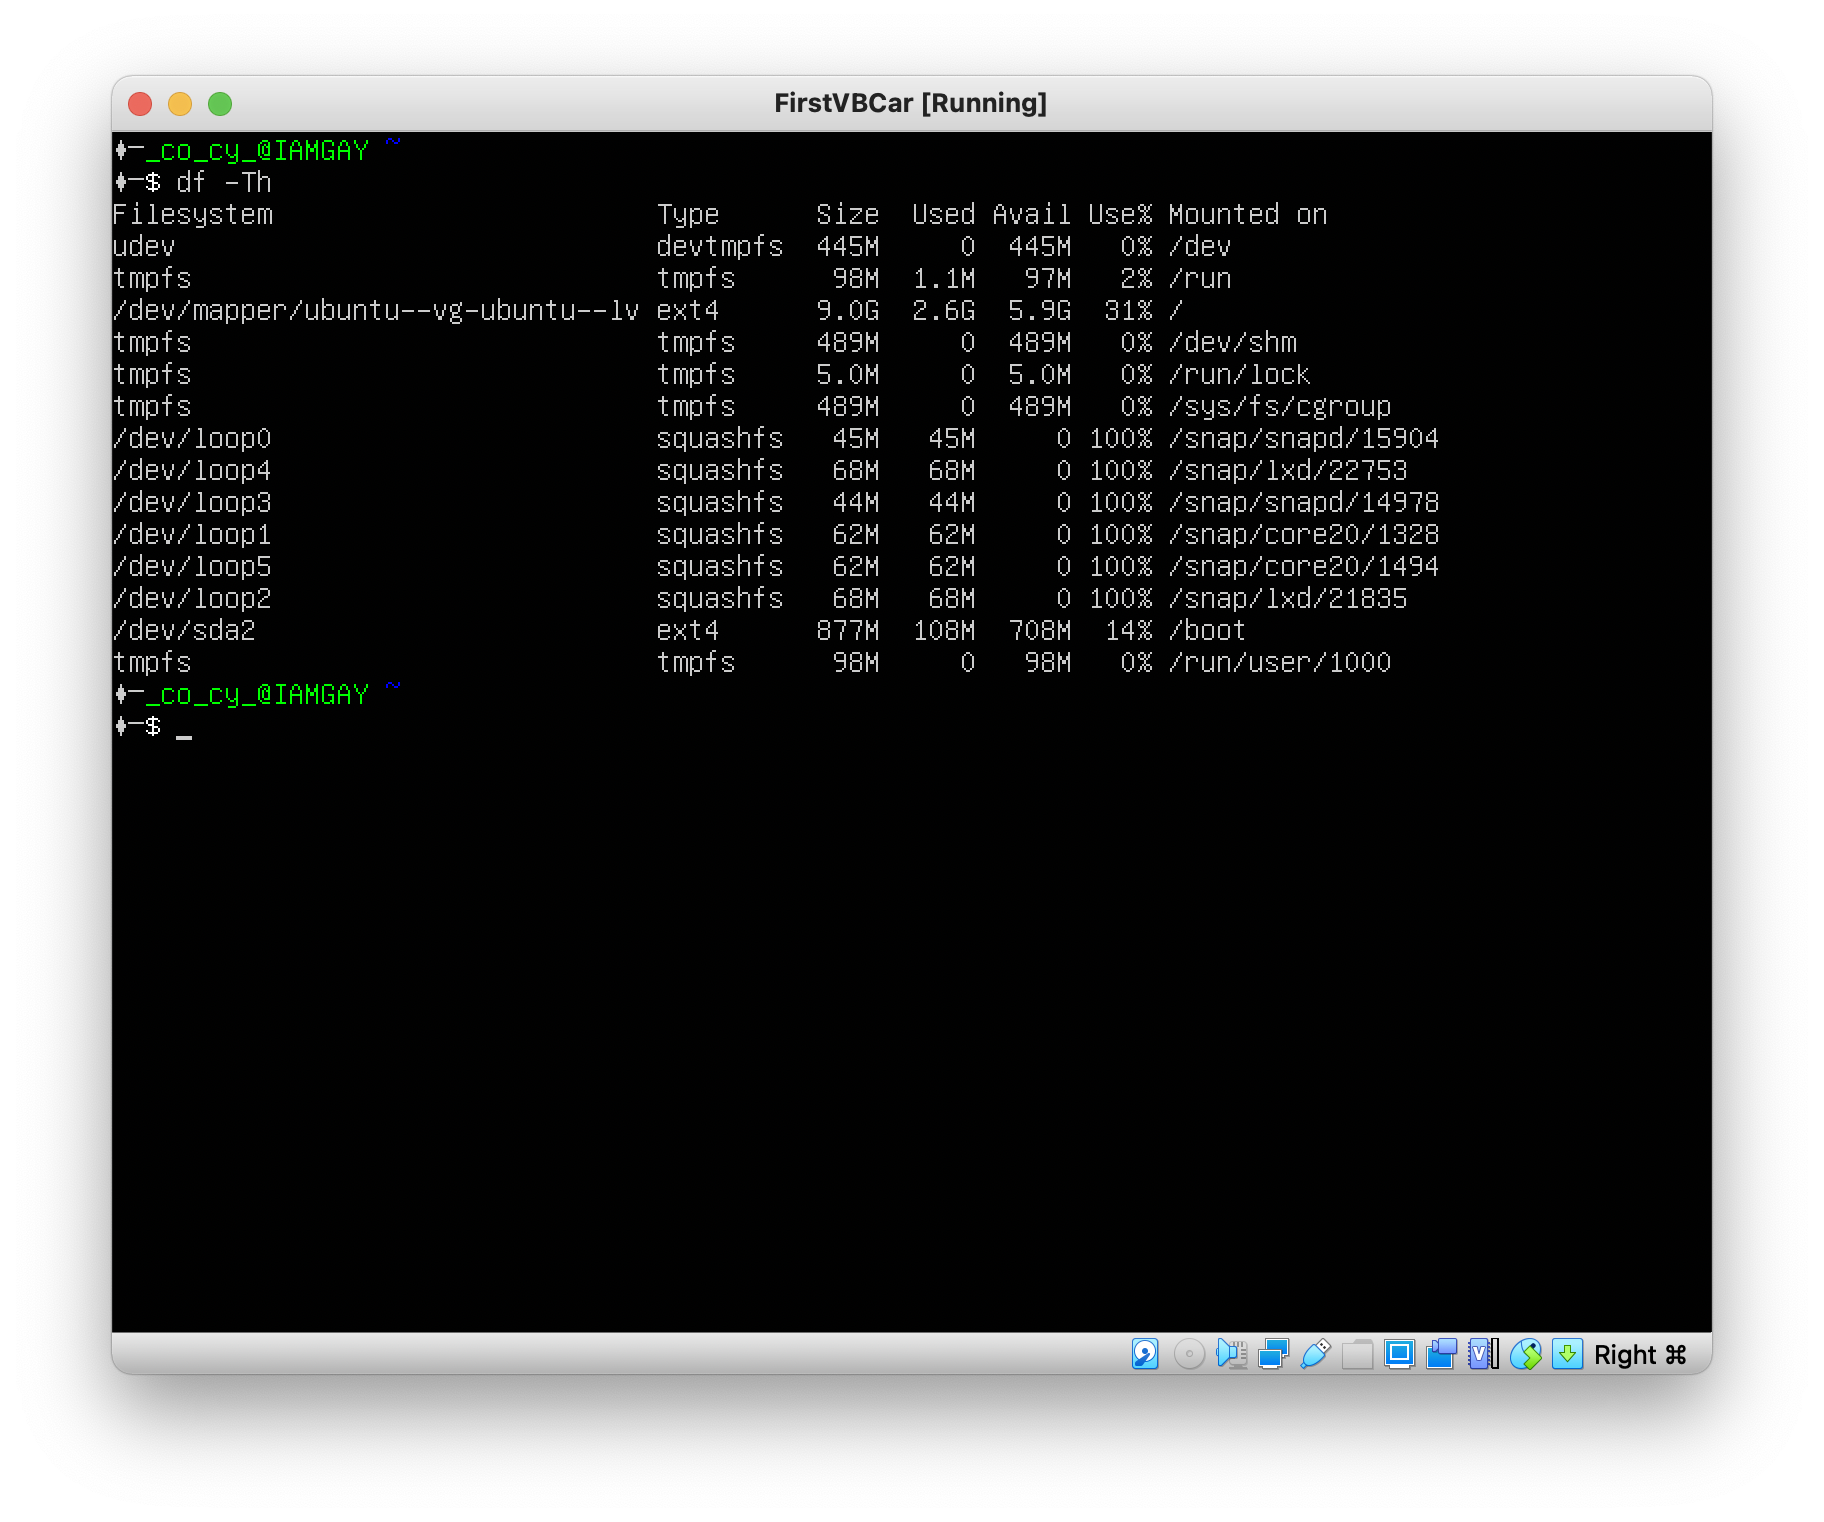 FirstVBCar [Running]
♦─_co_cy_@IAMGAY ~
♦─$ df -Th
Filesystem                        Type      Size  Used Avail Use% Mounted on
udev                              devtmpfs  445M     0  445M   0% /dev
tmpfs                             tmpfs      98M  1.1M   97M   2% /run
/dev/mapper/ubuntu--vg-ubuntu--lv ext4      9.0G  2.6G  5.9G  31% /
tmpfs                             tmpfs     489M     0  489M   0% /dev/shm
tmpfs                             tmpfs     5.0M     0  5.0M   0% /run/lock
tmpfs                             tmpfs     489M     0  489M   0% /sys/fs/cgroup
/dev/loop0                        squashfs   45M   45M     0 100% /snap/snapd/15904
/dev/loop4                        squashfs   68M   68M     0 100% /snap/lxd/22753
/dev/loop3                        squashfs   44M   44M     0 100% /snap/snapd/14978
/dev/loop1                        squashfs   62M   62M     0 100% /snap/core20/1328
/dev/loop5                        squashfs   62M   62M     0 100% /snap/core20/1494
/dev/loop2                        squashfs   68M   68M     0 100% /snap/lxd/21835
/dev/sda2                         ext4      877M  108M  708M  14% /boot
tmpfs                             tmpfs      98M     0   98M   0% /run/user/1000
♦─_co_cy_@IAMGAY ~
♦─$ _
Right ⌘